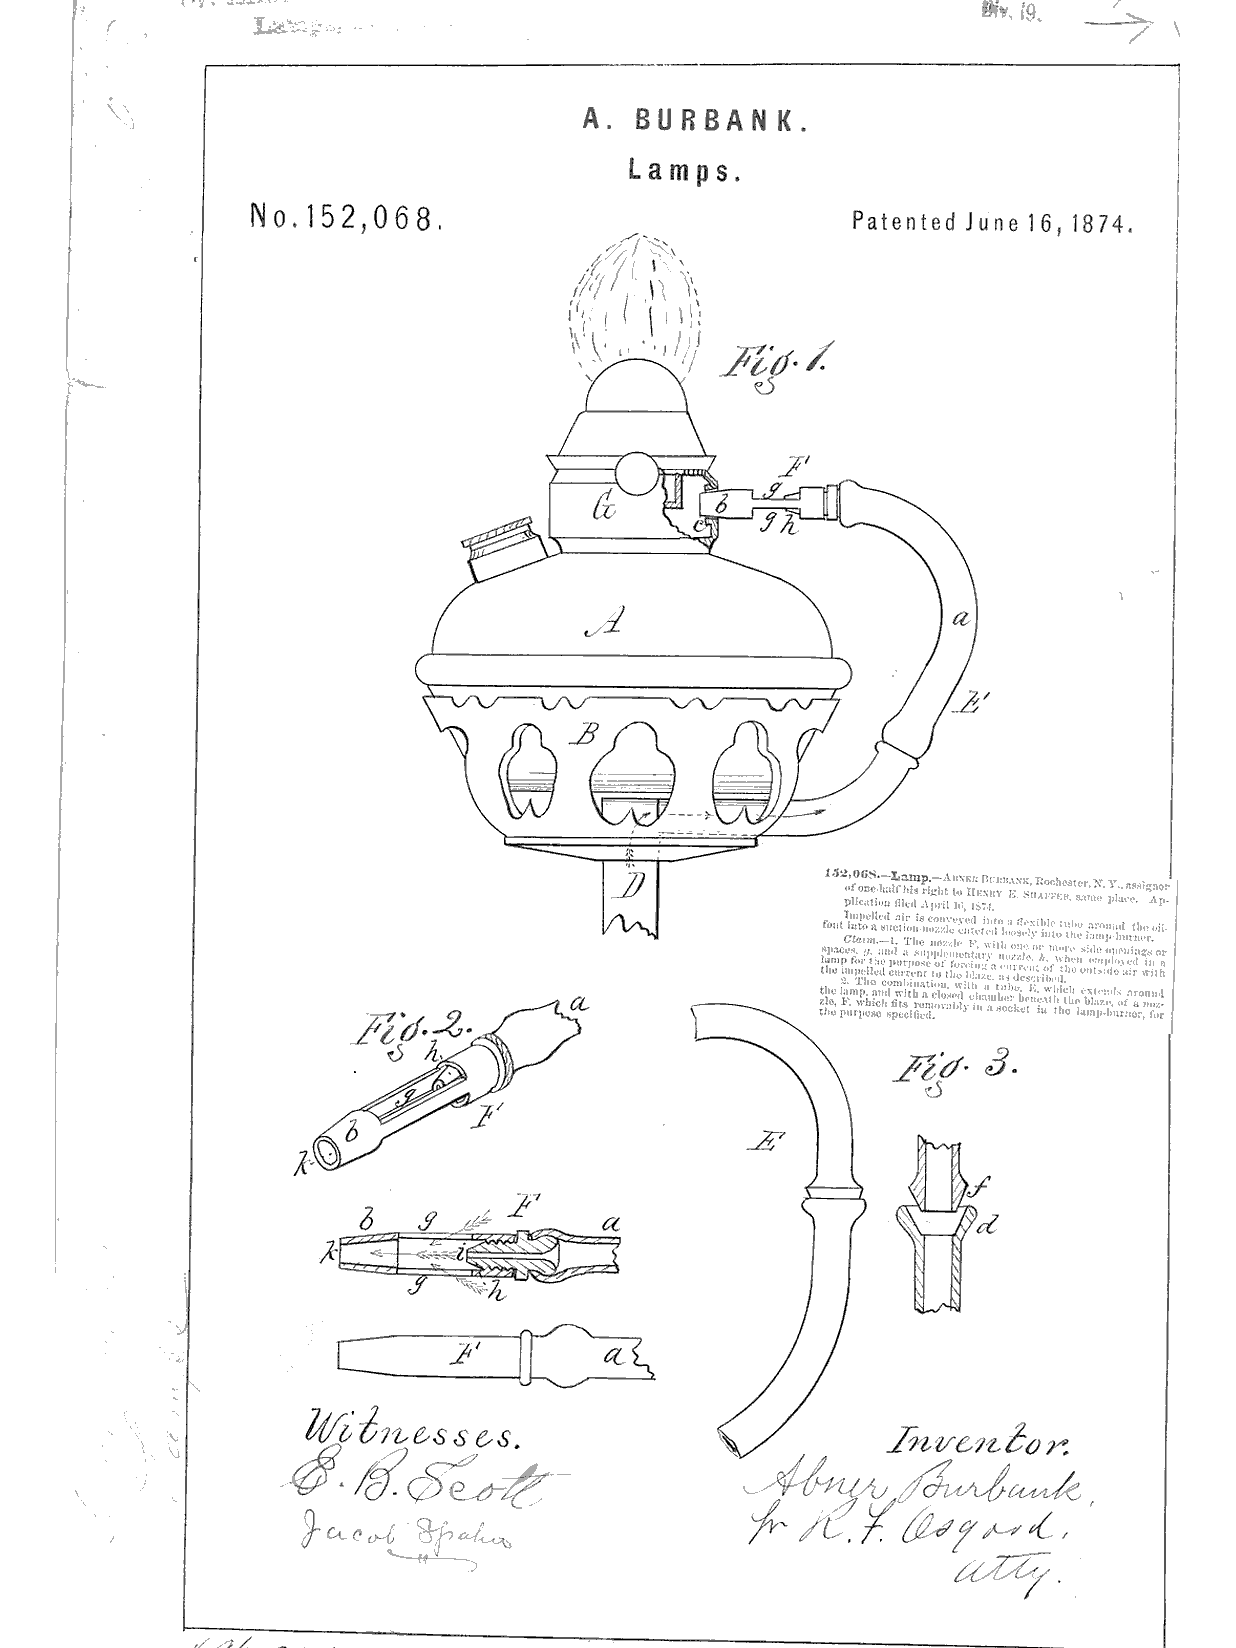 Lamps.
Div. 19.
A. BURBANK.
Lamps.
No. 152,068.
Patented June 16, 1874.
Fig. 1.
F
g
b
G
c
g h
A
a
E
B
D
152,068.—Lamp.—ABNER BURBANK, Rochester, N. Y., assignor
of one-half his right to HENRY E. SHAFFER, same place. Ap-
plication filed April 16, 1874.
Impelled air is conveyed into a flexible tube around the oil-
font into a suction-nozzle entered loosely into the lamp-burner.
Claim.—1. The nozzle F, with one or more side openings or
spaces, g, and a supplementary nozzle, h, when employed in a
lamp for the purpose of forcing a current of the outside air with
the impelled current to the blaze, as described.
2. The combination, with a tube, E, which extends around
the lamp, and with a closed chamber beneath the blaze, of a noz-
zle, F, which fits removably in a socket in the lamp-burner, for
the purpose specified.
Fig. 2.
a
h
g
F
b
k
Fig. 3.
E
f
d
F
b g a
k i
g h
F a
Witnesses.
E. B. Scott
Jacob Spahn
Inventor.
Abner Burbank,
pr R. F. Osgood,
atty.